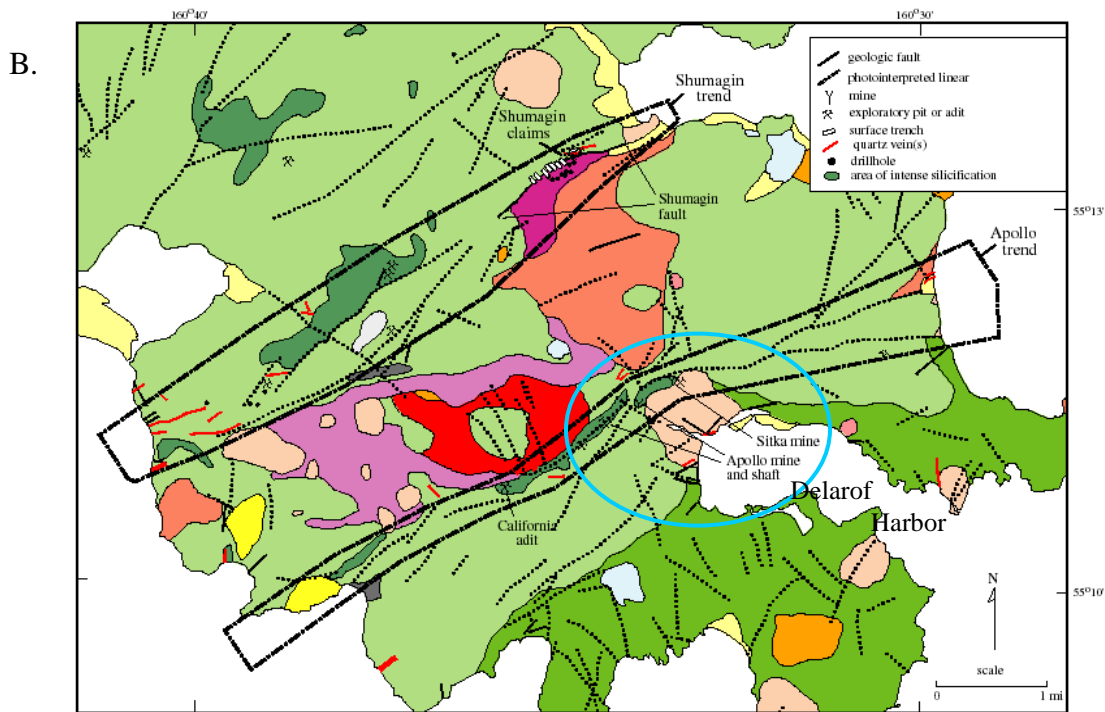 B.
160°40'
160°30'
geologic fault
photointerpreted linear
mine
exploratory pit or adit
surface trench
quartz vein(s)
drillhole
area of intense silicification
Shumagin
trend
Shumagin
claims
Shumagin
fault
55°13'
Apollo
trend
Sitka mine
Apollo mine
and shaft
California
adit
Delarof
Harbor
N
55°10'
scale
0 1 mi